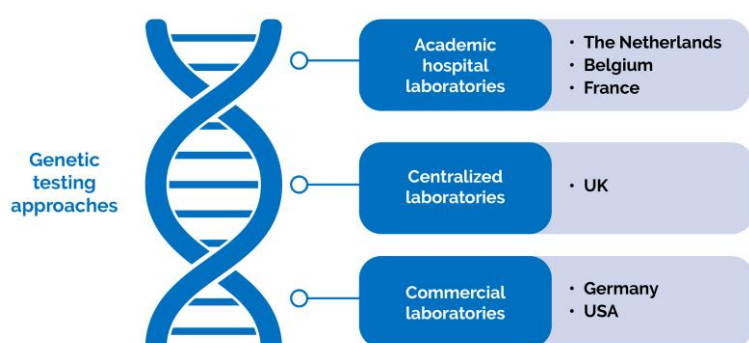 Genetic
testing
approaches
Academic
hospital
laboratories
• The Netherlands
• Belgium
• France
Centralized
laboratories
• UK
Commercial
laboratories
• Germany
• USA